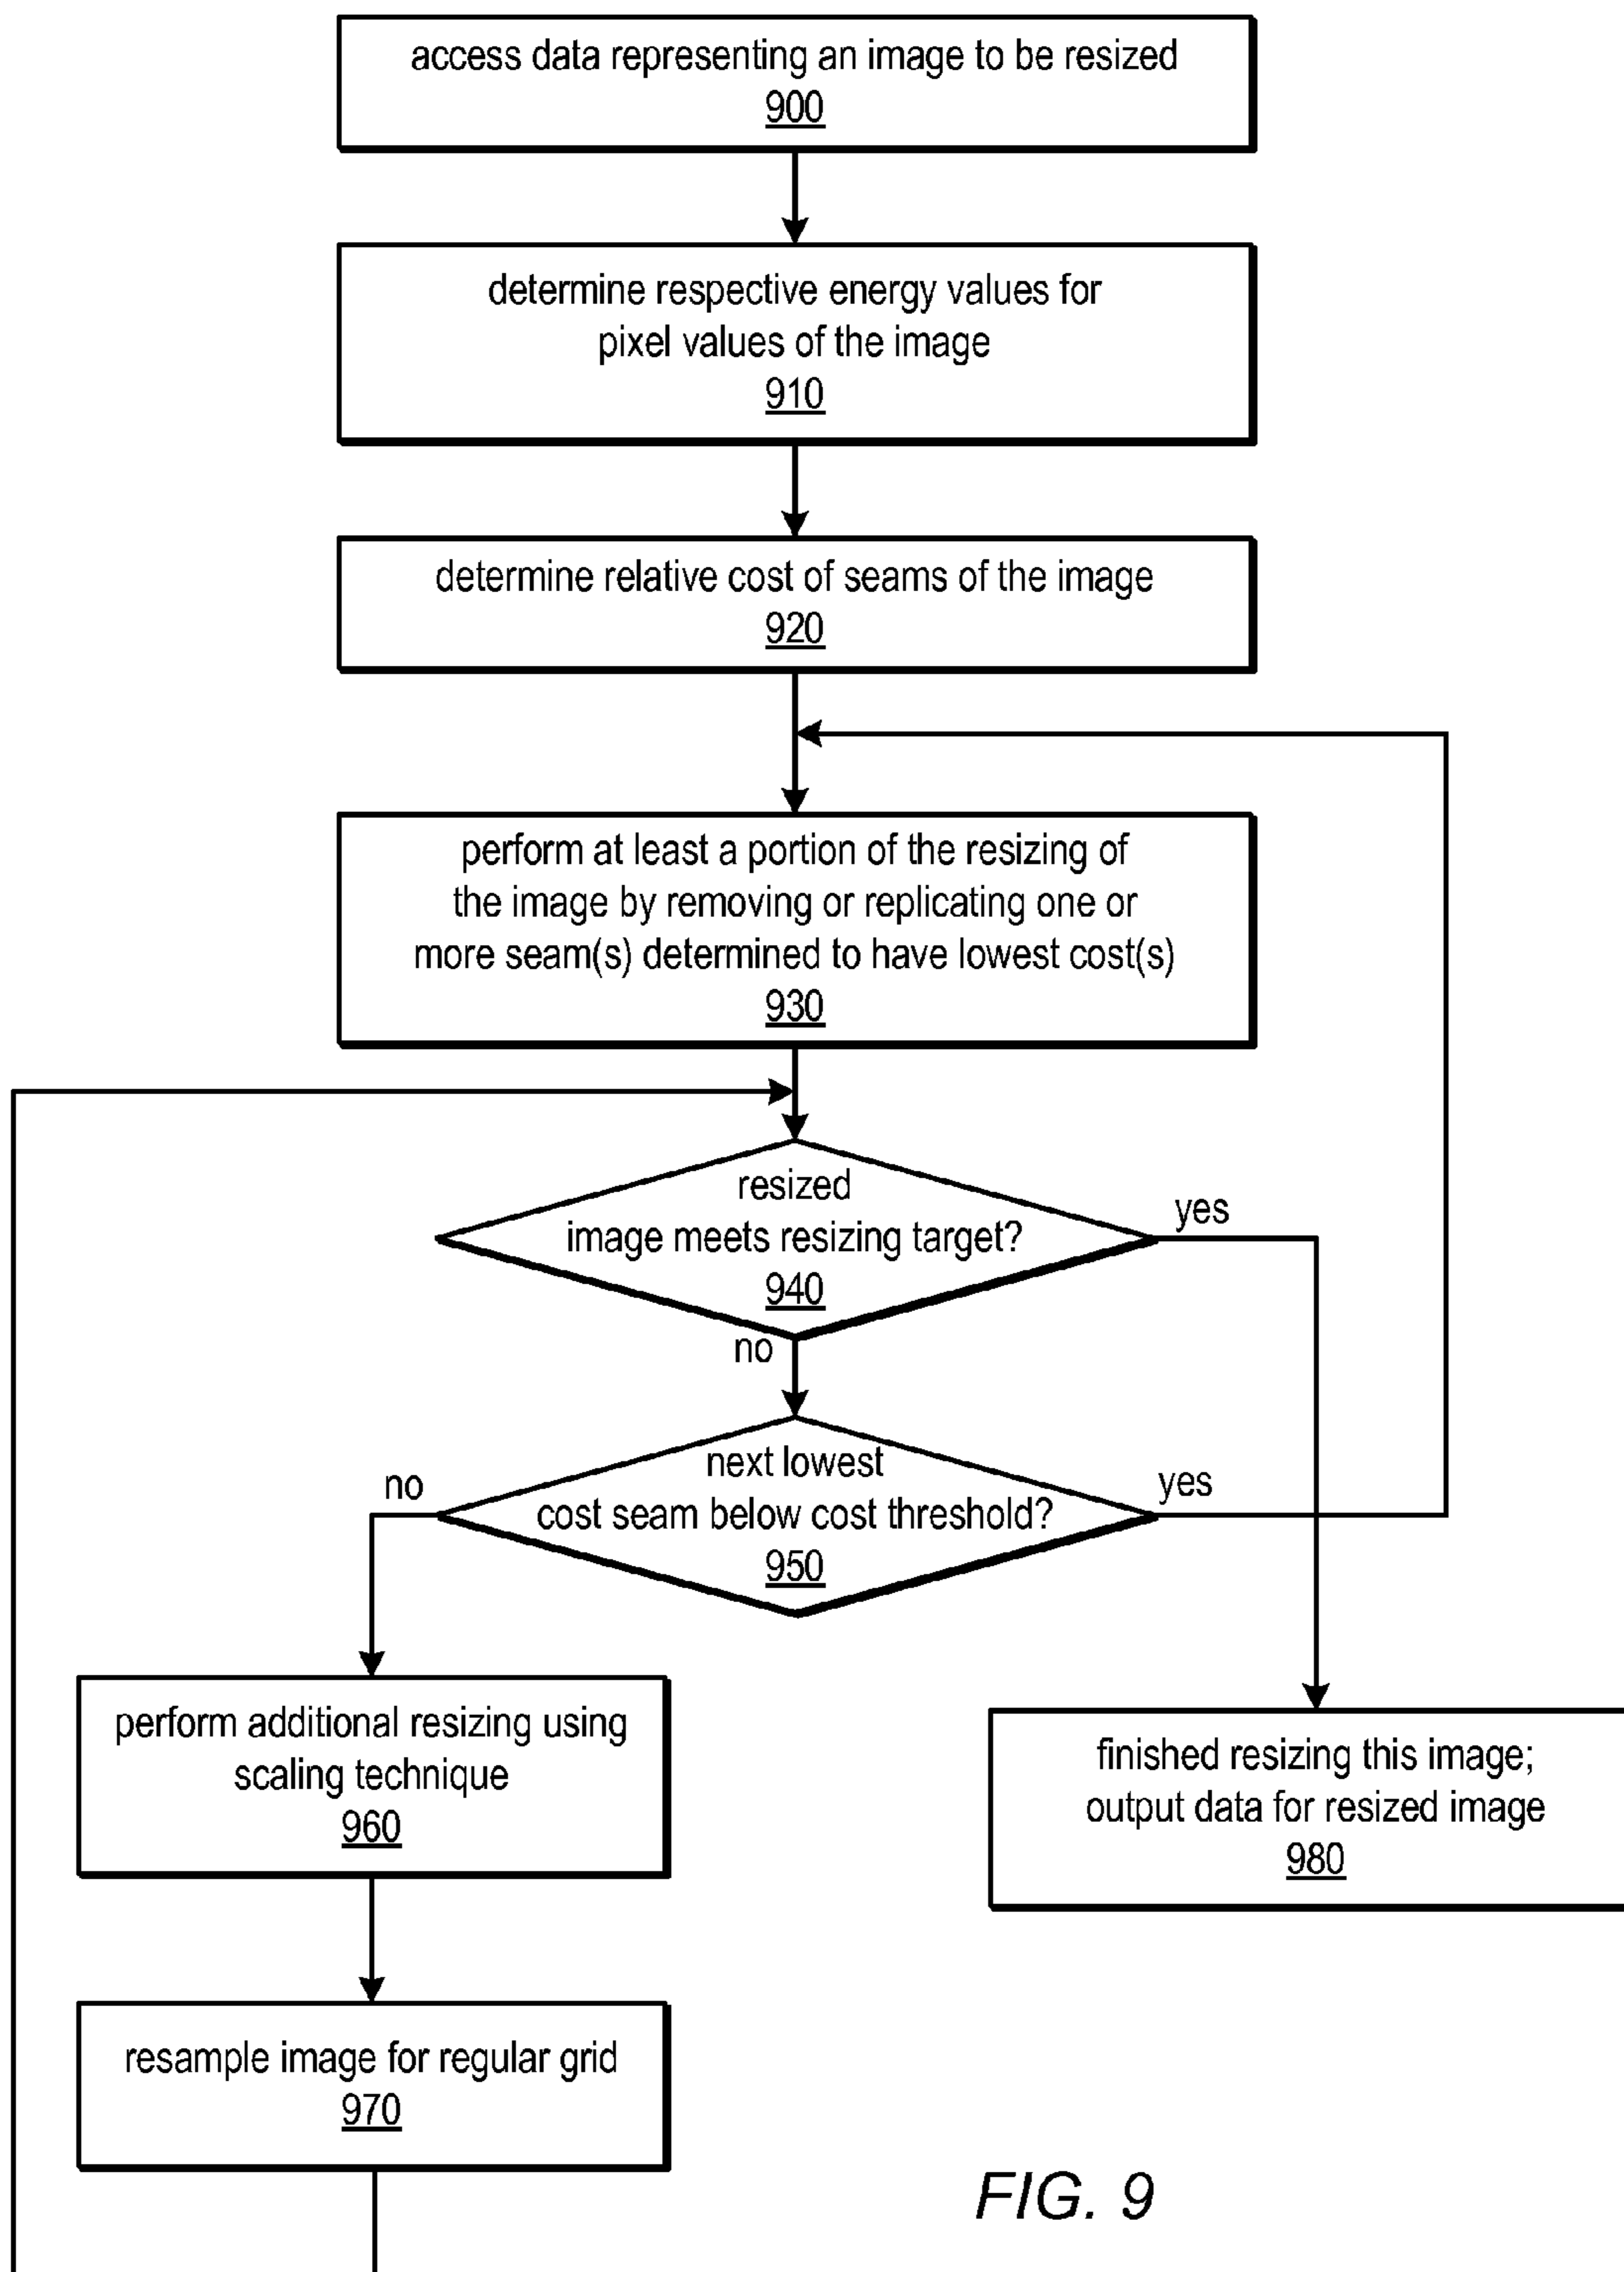 access data representing an image to be resized
900
determine respective energy values for
pixel values of the image
910
determine relative cost of seams of the image
920
perform at least a portion of the resizing of
the image by removing or replicating one or
more seam(s) determined to have lowest cost(s)
930
resized
image meets resizing target?
940
yes
no
next lowest
cost seam below cost threshold?
950
no
yes
perform additional resizing using
scaling technique
960
finished resizing this image;
output data for resized image
980
resample image for regular grid
970
FIG. 9